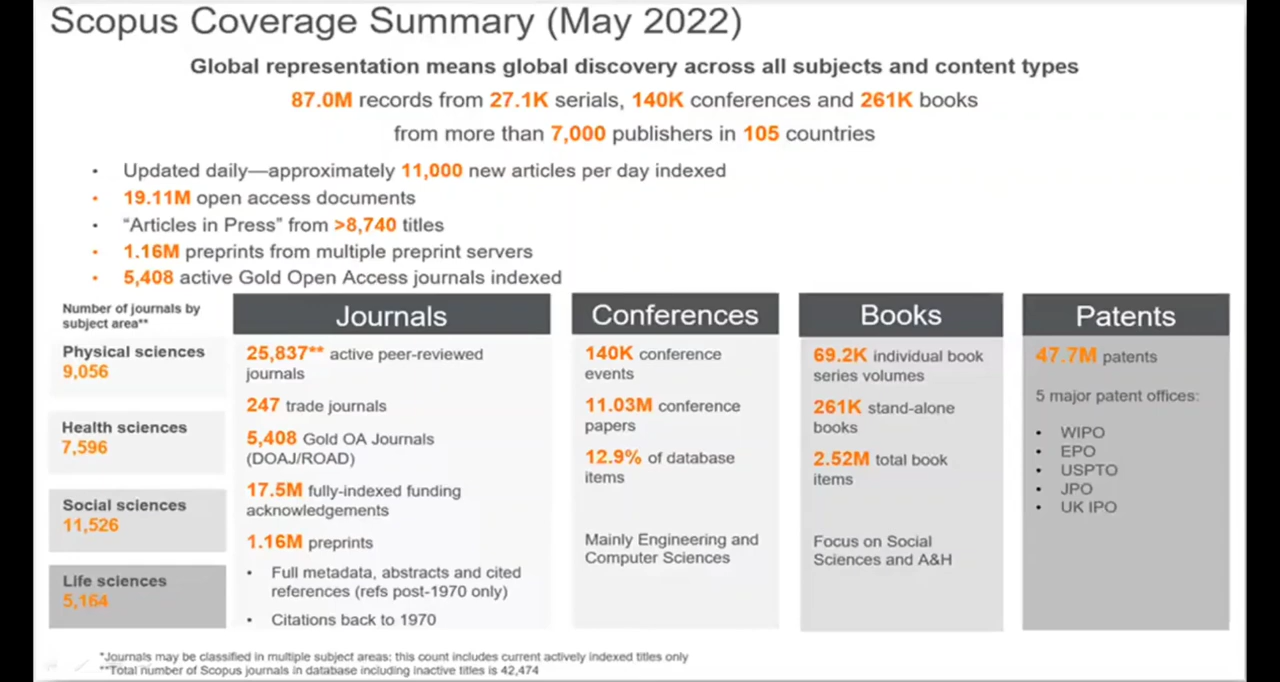 Scopus Coverage Summary (May 2022)
Global representation means global discovery across all subjects and content types
87.0M records from 27.1K serials, 140K conferences and 261K books
from more than 7,000 publishers in 105 countries
• Updated daily—approximately 11,000 new articles per day indexed
• 19.11M open access documents
• “Articles in Press” from >8,740 titles
• 1.16M preprints from multiple preprint servers
• 5,408 active Gold Open Access journals indexed
Number of journals by
subject area**
Physical sciences
9,056
Health sciences
7,596
Social sciences
11,526
Life sciences
5,164
Journals
25,837** active peer-reviewed
journals
247 trade journals
5,408 Gold OA Journals
(DOAJ/ROAD)
17.5M fully-indexed funding
acknowledgements
1.16M preprints
• Full metadata, abstracts and cited
references (refs post-1970 only)
• Citations back to 1970
Conferences
140K conference
events
11.03M conference
papers
12.9% of database
items
Mainly Engineering and
Computer Sciences
Books
69.2K individual book
series volumes
261K stand-alone
books
2.52M total book
items
Focus on Social
Sciences and A&H
Patents
47.7M patents
5 major patent offices:
• WIPO
• EPO
• USPTO
• JPO
• UK IPO
*Journals may be classified in multiple subject areas: this count includes current actively indexed titles only
**Total number of Scopus journals in database including inactive titles is 42,474